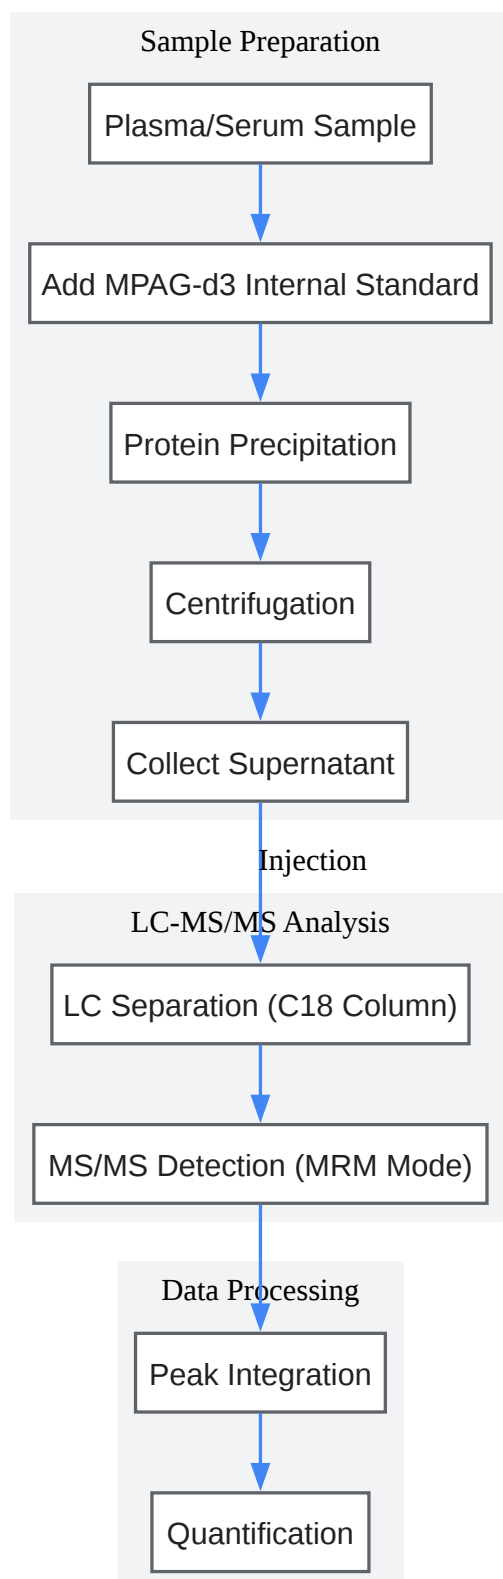 Sample Preparation
Plasma/Serum Sample
Add MPAG-d3 Internal Standard
Protein Precipitation
Centrifugation
Collect Supernatant
Injection
LC-MS/MS Analysis
LC Separation (C18 Column)
MS/MS Detection (MRM Mode)
Data Processing
Peak Integration
Quantification